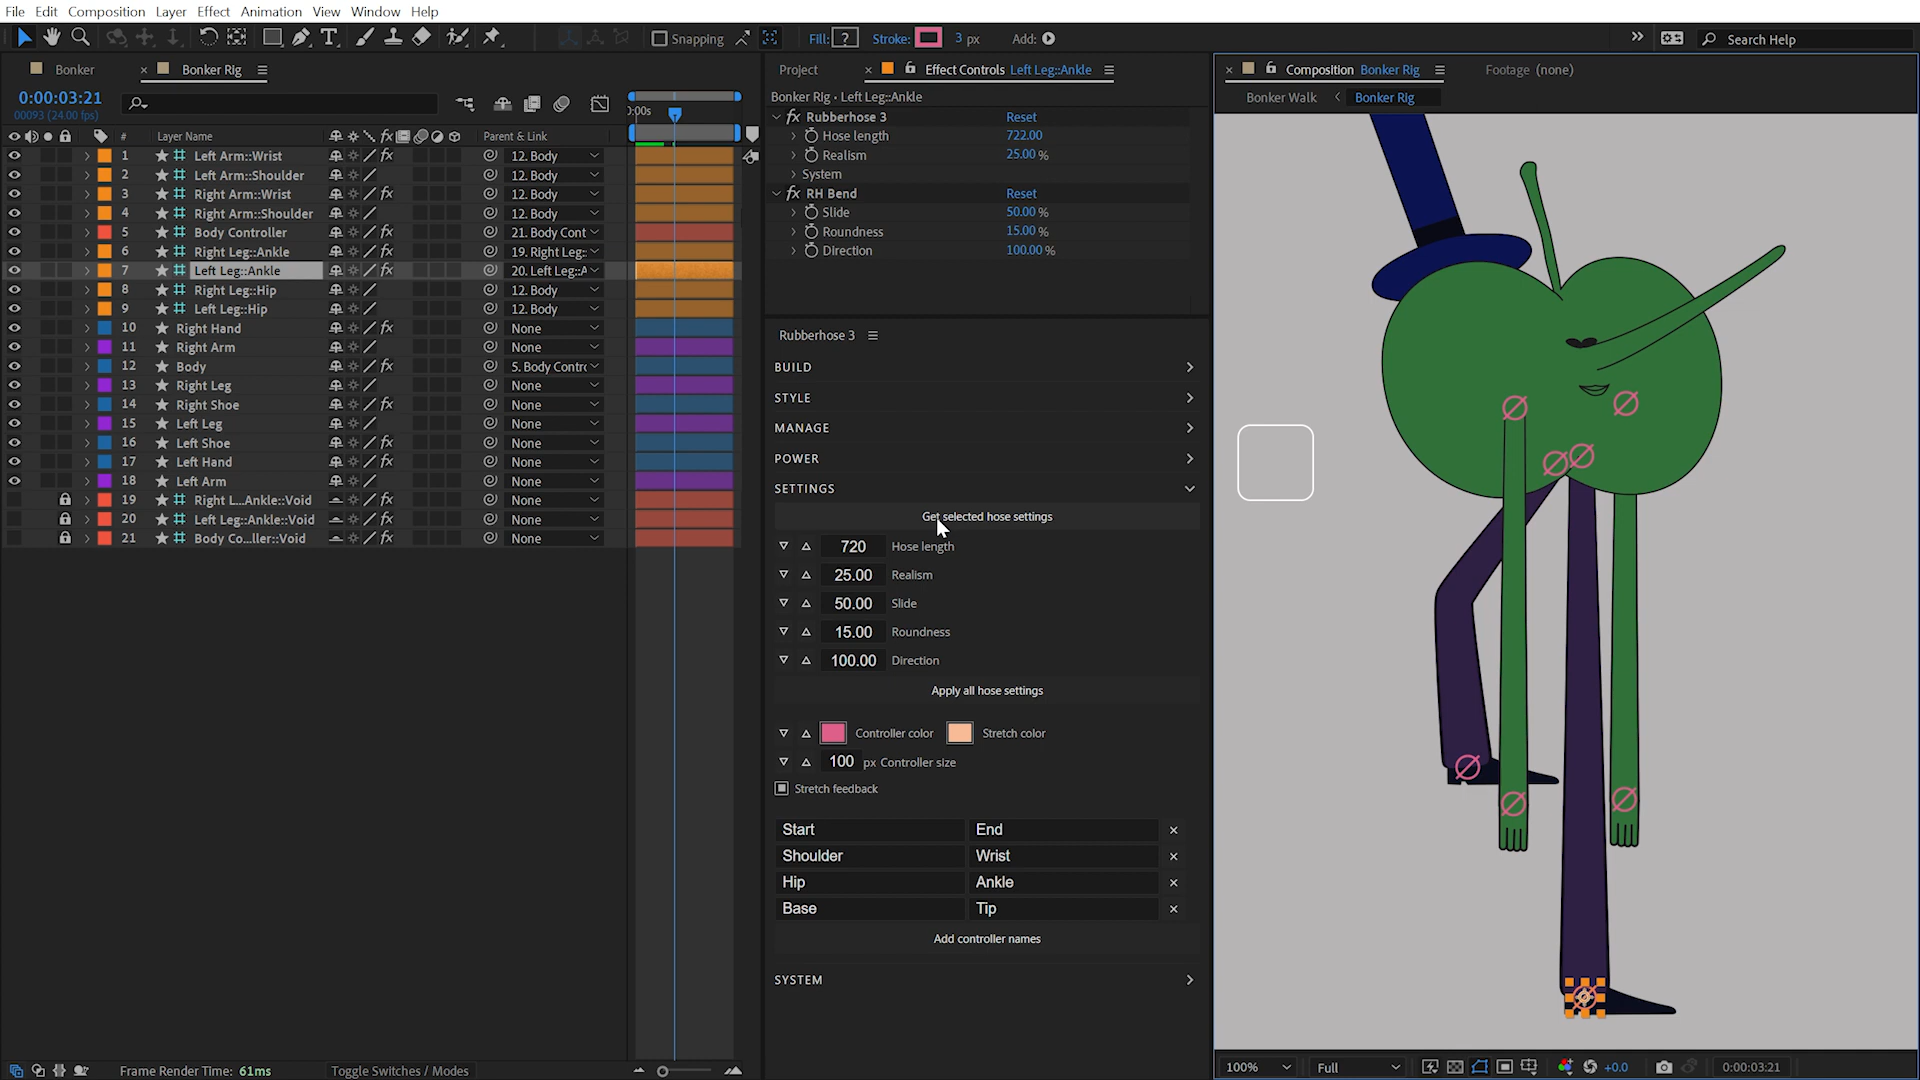 File Edit Composition Layer Effect Animation View Window Help
Snapping Fill: ? Stroke: 3 px Add: Search Help
Bonker × Bonker Rig
0:00:03:21
00093 (24.00 fps)
:00s
# Layer Name Parent & Link
1 Left Arm::Wrist 12. Body
2 Left Arm::Shoulder 12. Body
3 Right Arm::Wrist 12. Body
4 Right Arm::Shoulder 12. Body
5 Body Controller 21. Body Cont
6 Right Leg::Ankle 19. Right Leg:
7 Left Leg::Ankle 20. Left Leg::A
8 Right Leg::Hip 12. Body
9 Left Leg::Hip 12. Body
10 Right Hand None
11 Right Arm None
12 Body 5. Body Contr
13 Right Leg None
14 Right Shoe None
15 Left Leg None
16 Left Shoe None
17 Left Hand None
18 Left Arm None
19 Right L...Ankle::Void None
20 Left Leg::Ankle::Void None
21 Body Co...ller::Void None
Frame Render Time: 61ms Toggle Switches / Modes
Project × Effect Controls Left Leg::Ankle
Bonker Rig • Left Leg::Ankle
fx Rubberhose 3 Reset
Hose length 722.00
Realism 25.00 %
System
fx RH Bend Reset
Slide 50.00 %
Roundness 15.00 %
Direction 100.00 %
Rubberhose 3
BUILD
STYLE
MANAGE
POWER
SETTINGS
Get selected hose settings
720 Hose length
25.00 Realism
50.00 Slide
15.00 Roundness
100.00 Direction
Apply all hose settings
Controller color Stretch color
100 px Controller size
Stretch feedback
Start End ×
Shoulder Wrist ×
Hip Ankle ×
Base Tip ×
Add controller names
SYSTEM
× Composition Bonker Rig Footage (none)
Bonker Walk Bonker Rig
100% Full +0.0 0:00:03:21